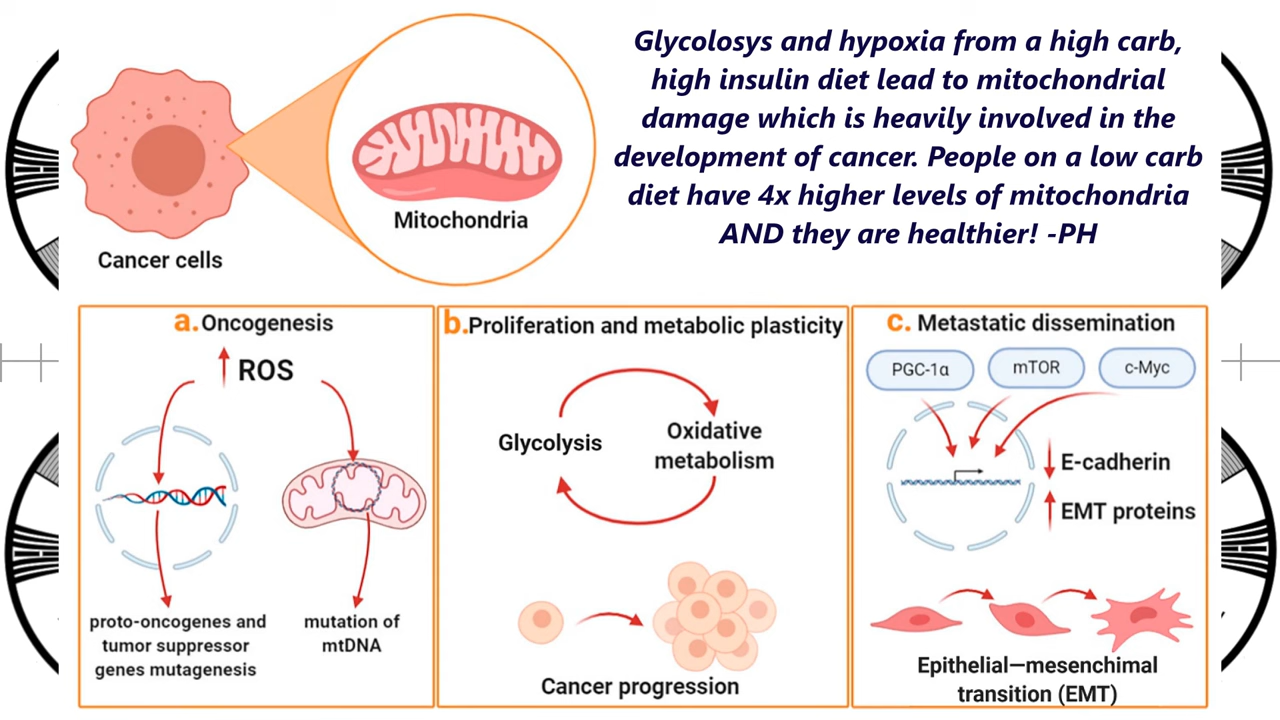 Glycolosys and hypoxia from a high carb,
high insulin diet lead to mitochondrial
damage which is heavily involved in the
development of cancer. People on a low carb
diet have 4x higher levels of mitochondria
AND they are healthier! -PH
Mitochondria
Cancer cells
a. Oncogenesis
ROS
proto-oncogenes and
tumor suppressor
genes mutagenesis
mutation of
mtDNA
b. Proliferation and metabolic plasticity
Glycolysis
Oxidative
metabolism
Cancer progression
c. Metastatic dissemination
PGC-1α
mTOR
c-Myc
E-cadherin
EMT proteins
Epithelial—mesenchimal
transition (EMT)